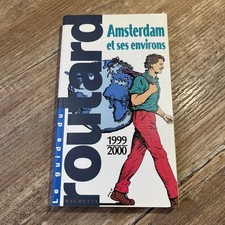 Le guide du
routard
HACHETTE
Amsterdam
et ses environs
1999
2000